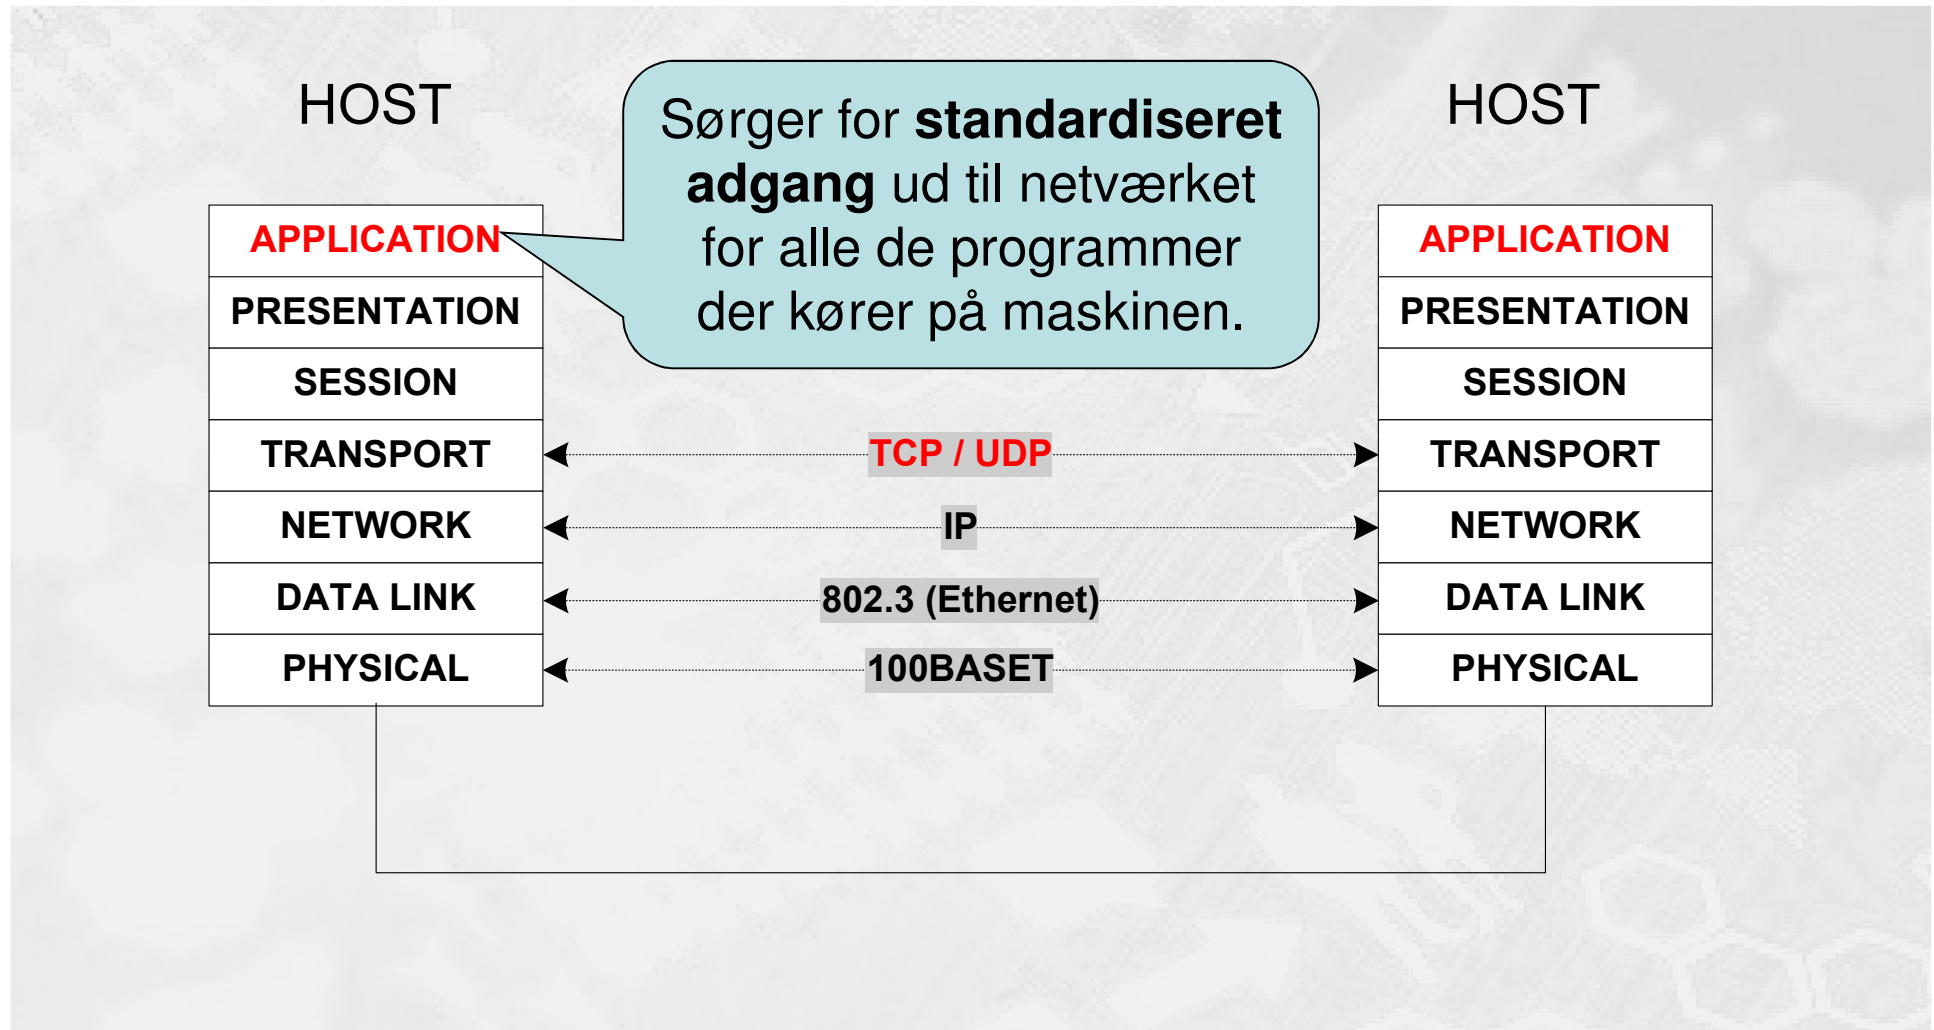 HOST
HOST
Sørger for standardiseret
adgang ud til netværket
for alle de programmer
der kører på maskinen.
APPLICATION
PRESENTATION
SESSION
TRANSPORT
NETWORK
DATA LINK
PHYSICAL
TCP / UDP
IP
802.3 (Ethernet)
100BASET
APPLICATION
PRESENTATION
SESSION
TRANSPORT
NETWORK
DATA LINK
PHYSICAL